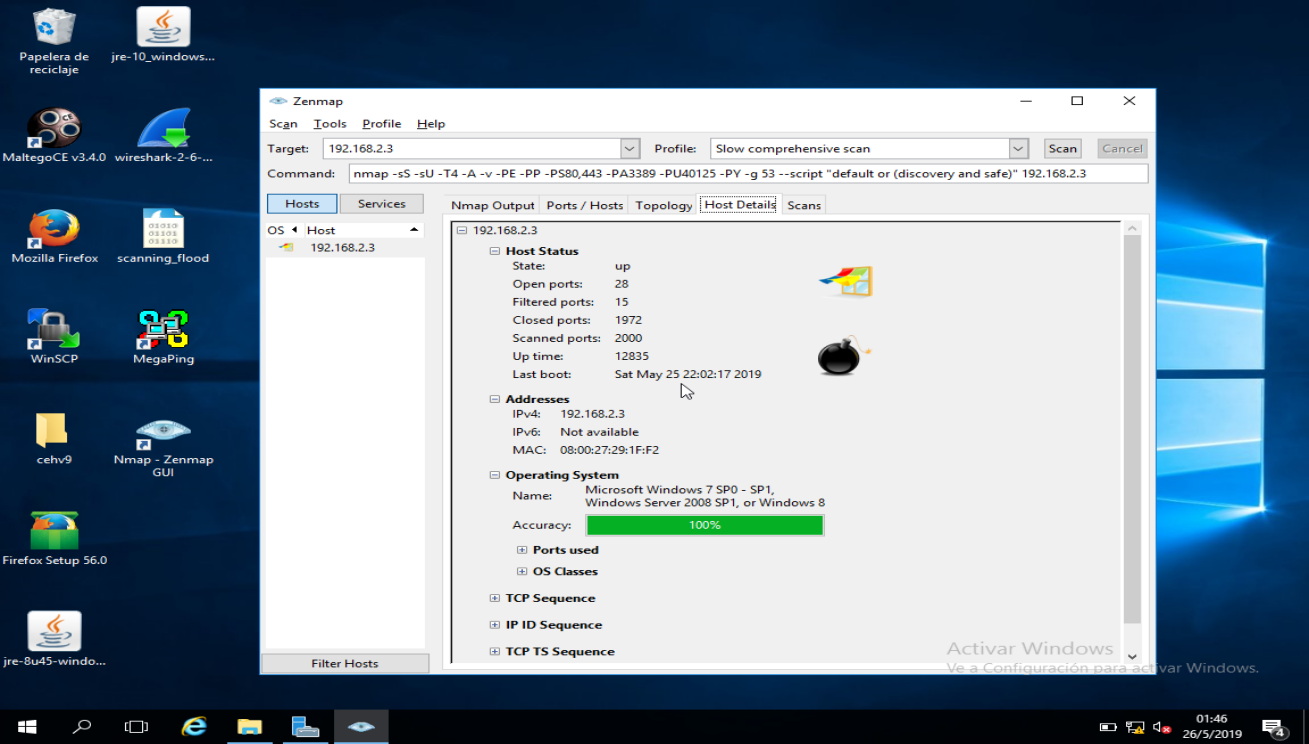 Papelera de
reciclaje
jre-10_windows...
MaltegoCE v3.4.0
wireshark-2-6-...
Mozilla Firefox
scanning_flood
WinSCP
MegaPing
cehv9
Nmap - Zenmap
GUI
Firefox Setup 56.0
jre-8u45-windo...
Zenmap
Scan Tools Profile Help
Target: 192.168.2.3 Profile: Slow comprehensive scan Scan Cancel
Command: nmap -sS -sU -T4 -A -v -PE -PP -PS80,443 -PA3389 -PU40125 -PY -g 53 --script "default or (discovery and safe)" 192.168.2.3
Hosts Services
Nmap Output Ports / Hosts Topology Host Details Scans
OS Host
192.168.2.3
192.168.2.3
Host Status
State: up
Open ports: 28
Filtered ports: 15
Closed ports: 1972
Scanned ports: 2000
Up time: 12835
Last boot: Sat May 25 22:02:17 2019
Addresses
IPv4: 192.168.2.3
IPv6: Not available
MAC: 08:00:27:29:1F:F2
Operating System
Name: Microsoft Windows 7 SP0 - SP1,
Windows Server 2008 SP1, or Windows 8
Accuracy: 100%
Ports used
OS Classes
TCP Sequence
IP ID Sequence
TCP TS Sequence
Filter Hosts
Activar Windows
Ve a Configuración para activar Windows.
01:46
26/5/2019
4